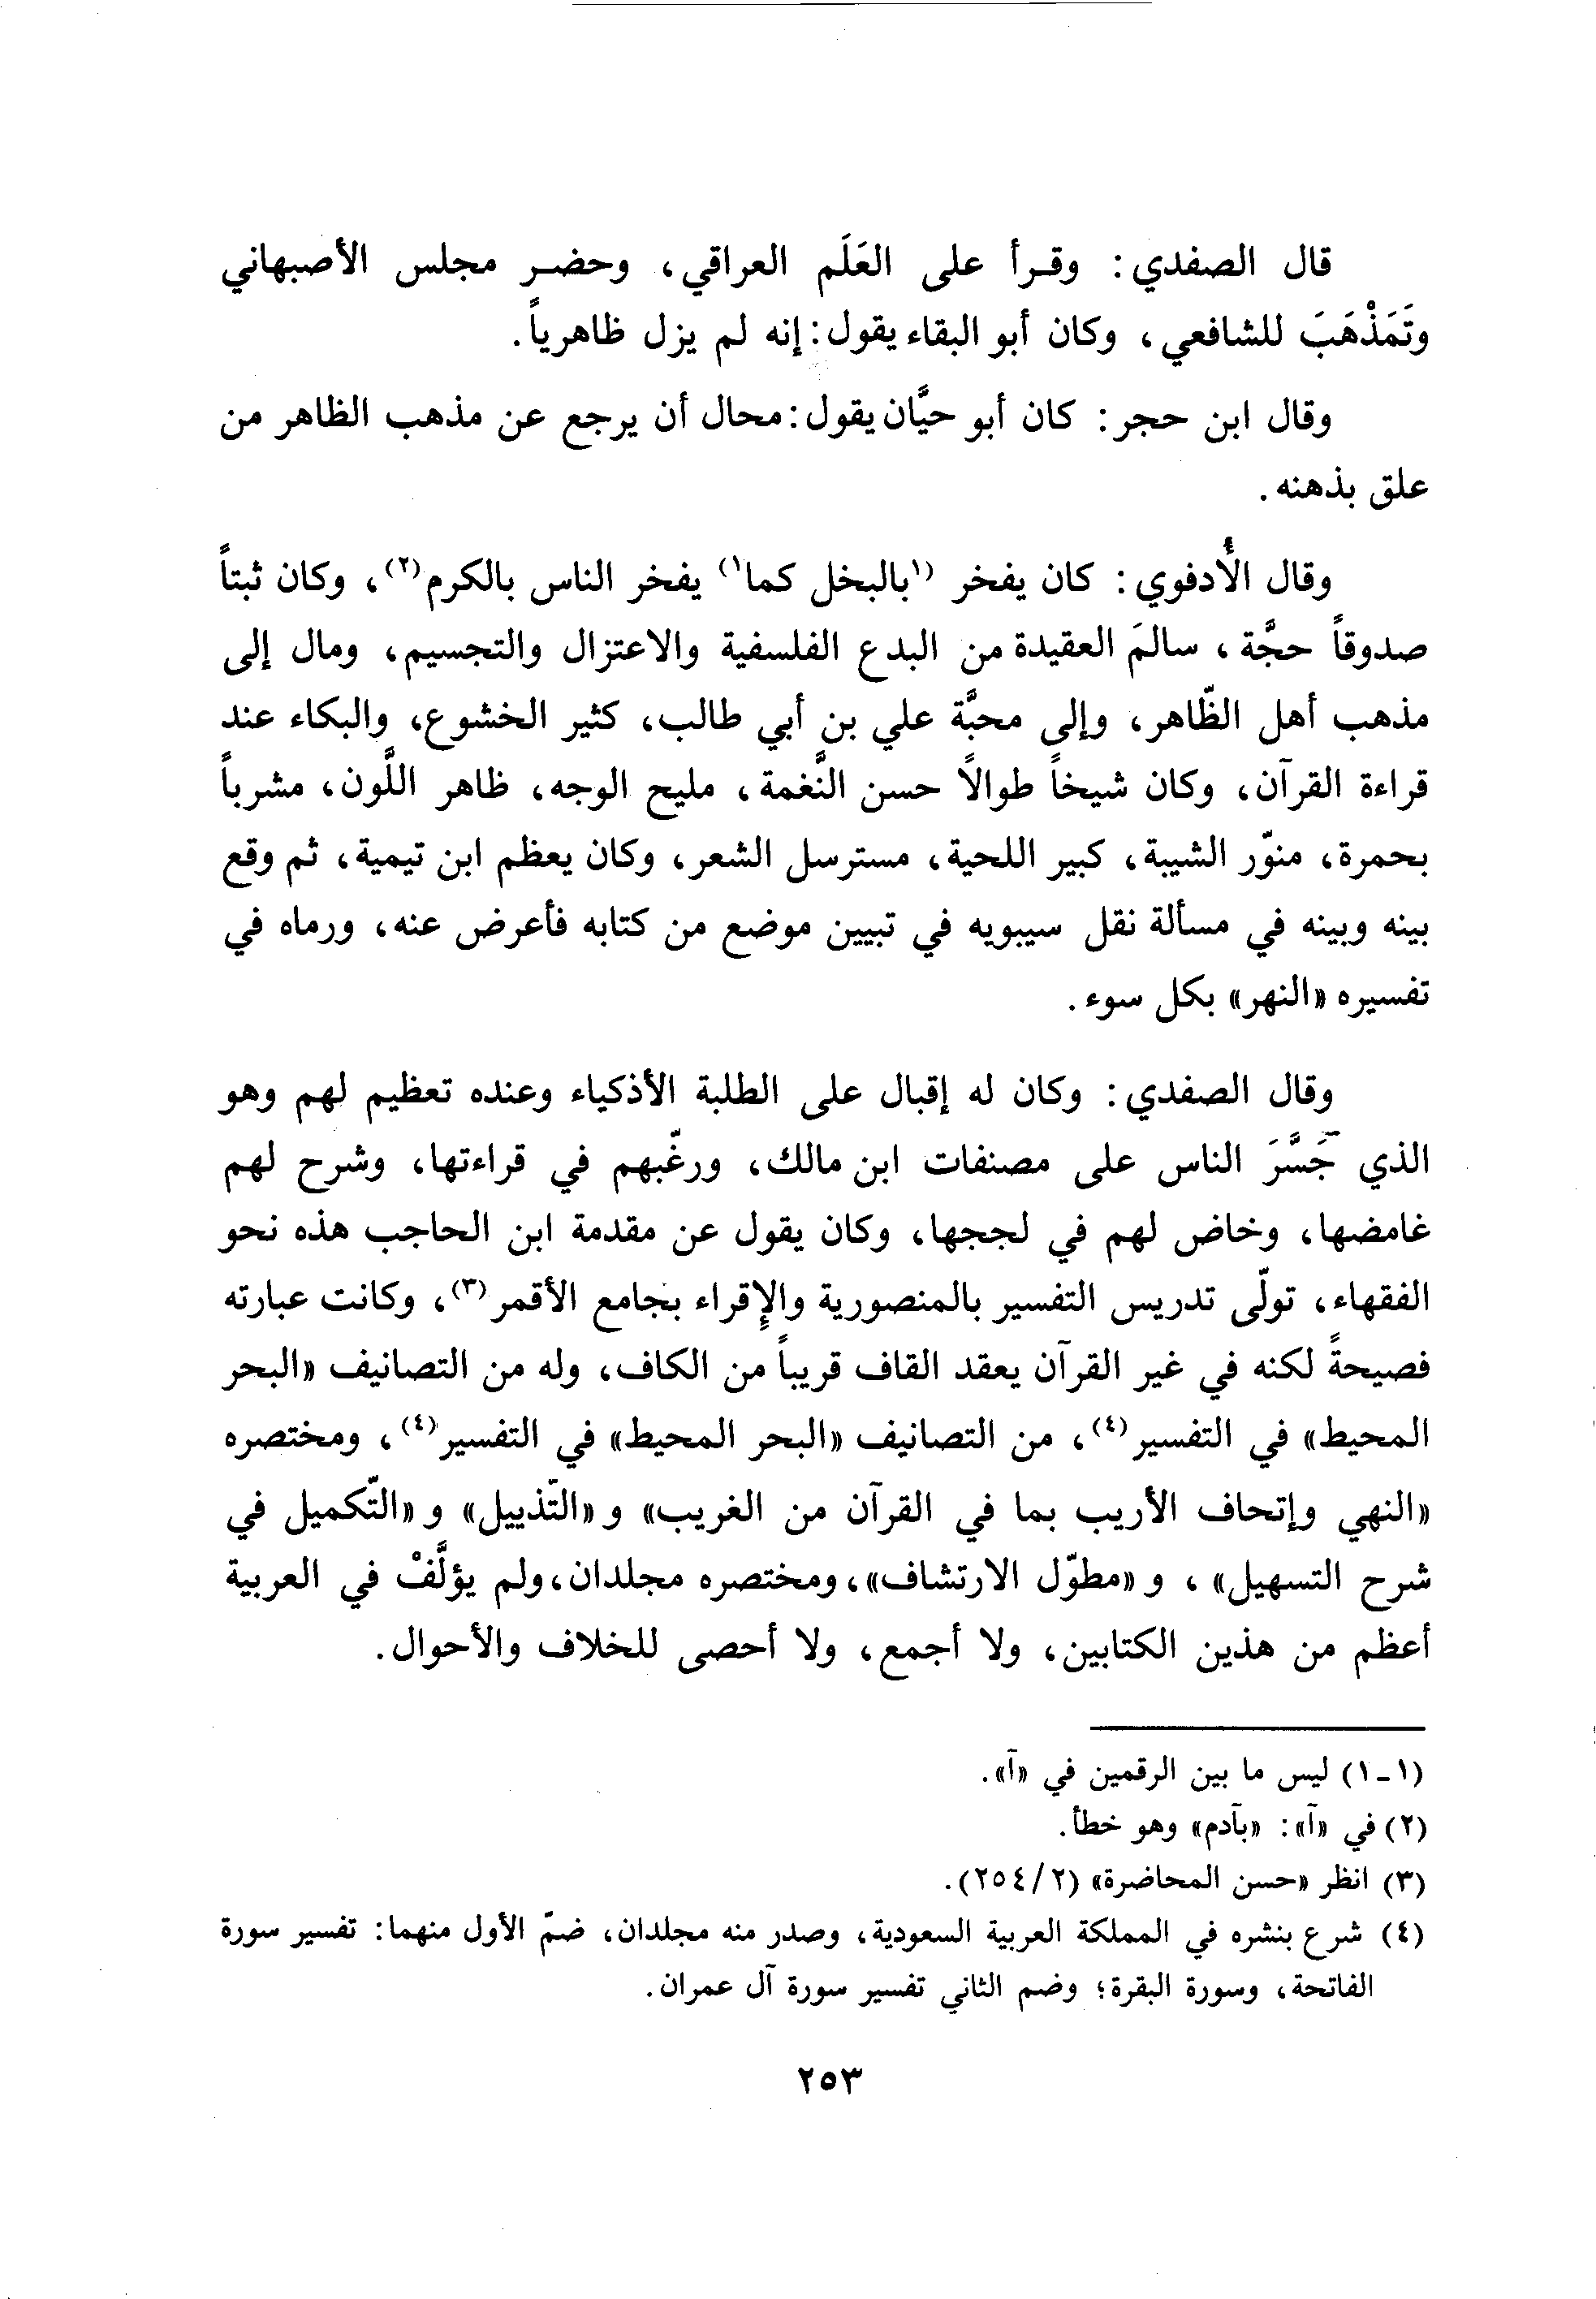 قال الصفدي: وقـرأ على العَلَم العراقي، وحضـر مجلس الأصبهاني
وتَمَذْهَبَ للشافعي، وكان أبو البقاء يقول: إنه لم يزل ظاهرياً.
وقال ابن حجر: كان أبو حيَّان يقول: محال أن يرجع عن مذهب الظاهر من
علق بذهنه.
وقال الأُدفوي: كان يفخر (١بالبخل كما١) يفخر الناس بالكرم(٢)، وكان ثبتاً
صدوقاً حجَّة، سالمَ العقيدة من البدع الفلسفية والاعتزال والتجسيم، ومال إلى
مذهب أهل الظّاهر، وإلى محبَّة علي بن أبي طالب، كثير الخشوع، والبكاء عند
قراءة القرآن، وكان شيخاً طوالاً حسن النَّغمة، مليح الوجه، ظاهر اللَّون، مشرباً
بحمرة، منوّر الشيبة، كبير اللحية، مسترسل الشعر، وكان يعظم ابن تيمية، ثم وقع
بينه وبينه في مسألة نقل سيبويه في تبيين موضع من كتابه فأعرض عنه، ورماه في
تفسيره «النهر» بكل سوء.
وقال الصفدي: وكان له إقبال على الطلبة الأذكياء وعنده تعظيم لهم وهو
الذي جَسَّرَ الناس على مصنفات ابن مالك، ورغّبهم في قراءتها، وشرح لهم
غامضها، وخاض لهم في لججها، وكان يقول عن مقدمة ابن الحاجب هذه نحو
الفقهاء، تولّى تدريس التفسير بالمنصورية والإقراء بجامع الأقمر(٣)، وكانت عبارته
فصيحةً لكنه في غير القرآن يعقد القاف قريباً من الكاف، وله من التصانيف «البحر
المحيط» في التفسير(٤)، من التصانيف «البحر المحيط» في التفسير(٤)، ومختصره
«النهي وإتحاف الأريب بما في القرآن من الغريب» و«التّذييل» و«التّكميل في
شرح التسهيل»، و«مطوّل الارتشاف»، ومختصره مجلدان، ولم يؤلَّفْ في العربية
أعظم من هذين الكتابين، ولا أجمع، ولا أحصى للخلاف والأحوال.
(١-١) ليس ما بين الرقمين في «آ».
(٢) في «آ»: «بآدم» وهو خطأ.
(٣) انظر «حسن المحاضرة» (٢/٢٥٤).
(٤) شرع بنشره في المملكة العربية السعودية، وصدر منه مجلدان، ضمّ الأول منهما: تفسير سورة
الفاتحة، وسورة البقرة؛ وضم الثاني تفسير سورة آل عمران.
٢٥٣